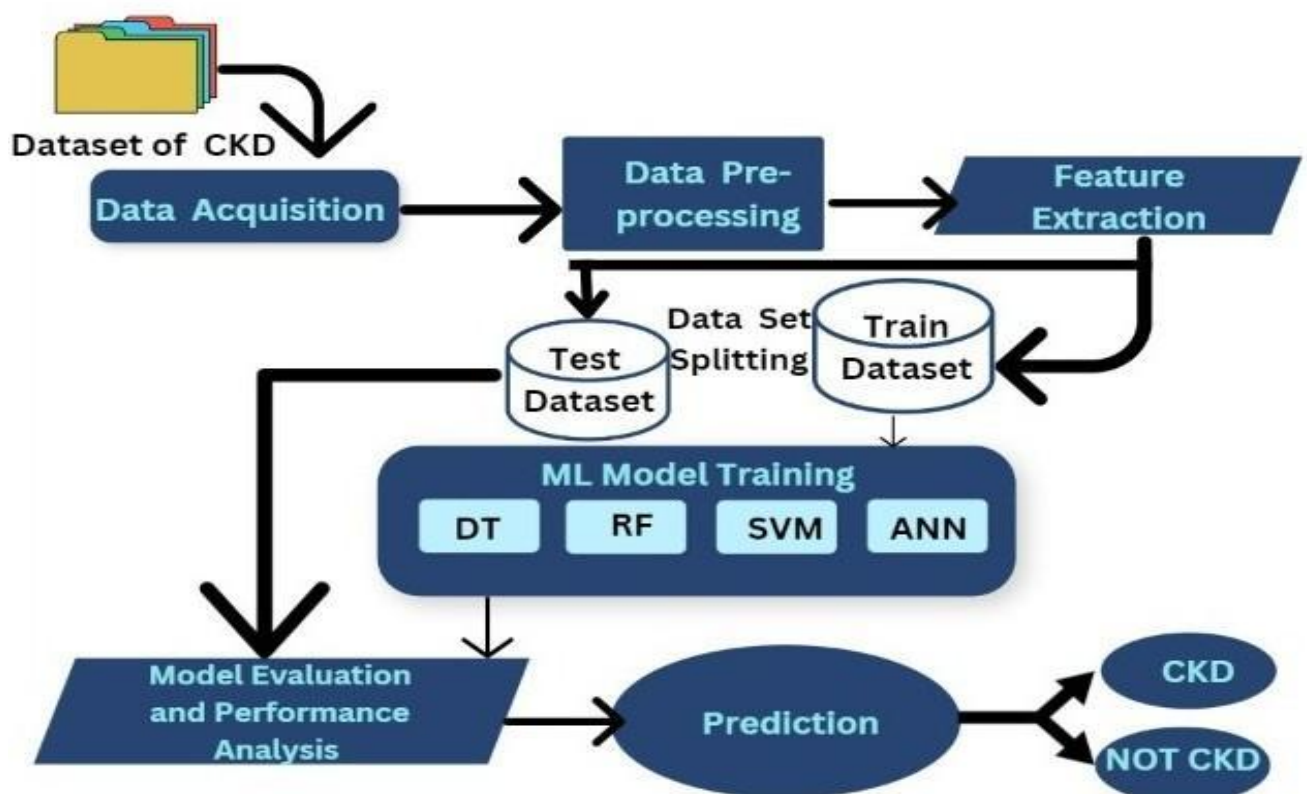 Dataset of CKD
Data Acquisition
Data Pre-
processing
Feature
Extraction
Test
Dataset
Data Set
Splitting
Train
Dataset
ML Model Training
DT
RF
SVM
ANN
Model Evaluation
and Performance
Analysis
Prediction
CKD
NOT CKD